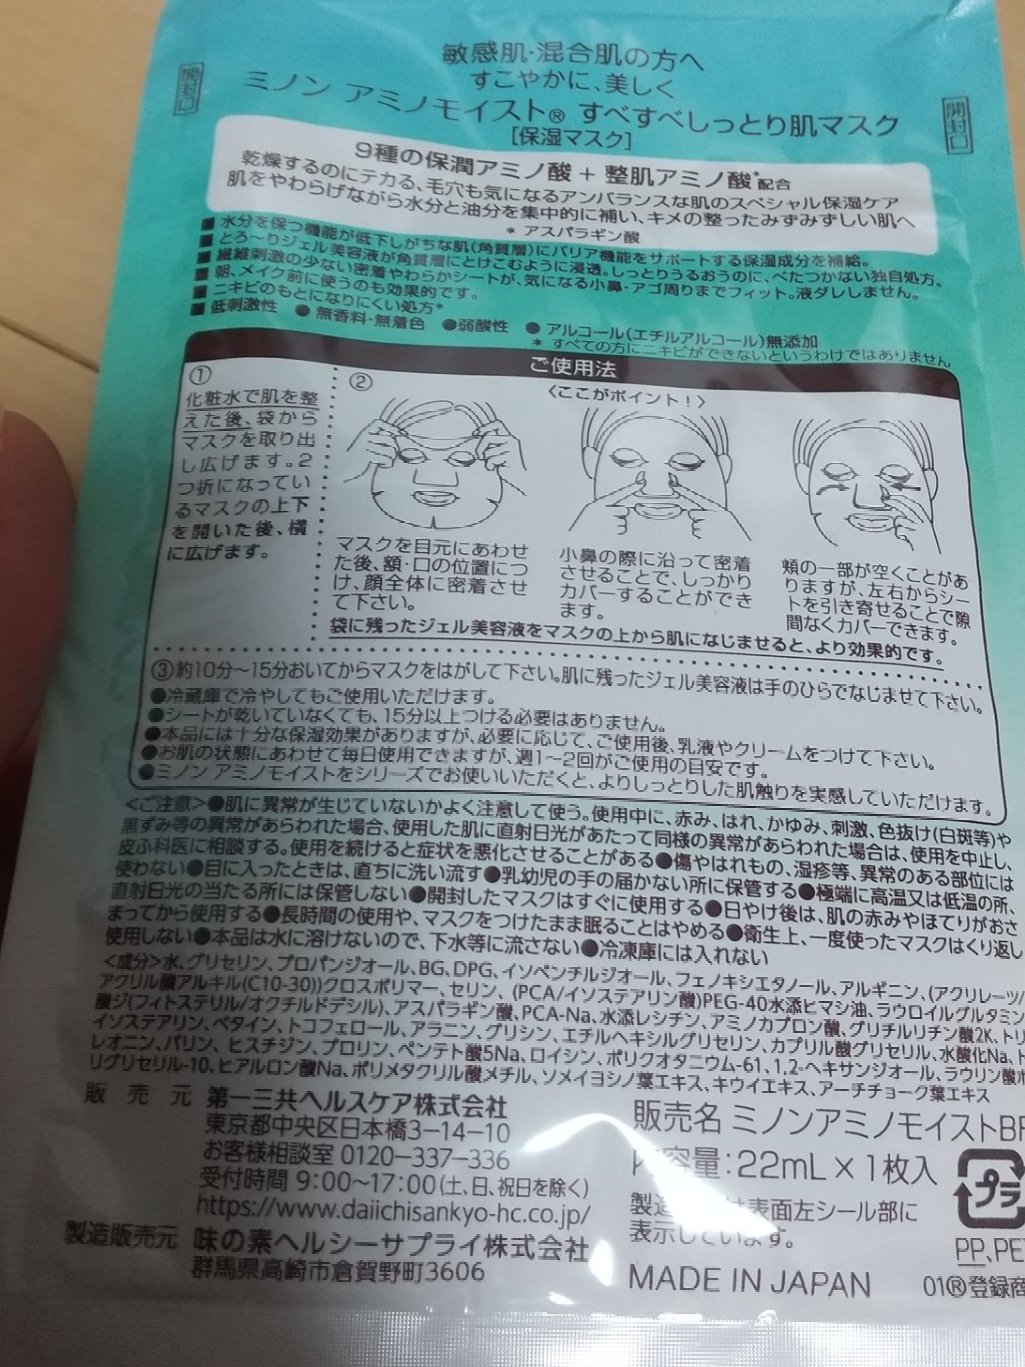 敏感肌・混合肌の方へ
すこやかに、美しく
ミノン アミノモイスト® すべすべしっとり肌マスク
[保湿マスク]
開封口
開封口
9種の保潤アミノ酸 + 整肌アミノ酸*配合
乾燥するのにテカる、毛穴も気になるアンバランスな肌のスペシャル保湿ケア
肌をやわらげながら水分と油分を集中的に補い、キメの整ったみずみずしい肌へ
* アスパラギン酸
■ 水分を保つ機能が低下しがちな肌(角質層)にバリア機能をサポートする保湿成分を補給。
■ とろ〜りジェル美容液が角質層にとけこむように浸透。しっとりうるおうのに、べたつかない独自処方。
■ 繊維刺激の少ない密着やわらかシートが、気になる小鼻・アゴ周りまでフィット。液ダレしません。
■ 朝、メイク前に使うのも効果的です。
■ ニキビのもとになりにくい処方*
■ 低刺激性 ● 無香料・無着色 ●弱酸性 ● アルコール(エチルアルコール)無添加
* すべての方にニキビができないというわけではありません
ご使用法
①
化粧水で肌を整
えた後、袋から
マスクを取り出
し広げます。2
つ折になってい
るマスクの上下
を開いた後、横
に広げます。
②
〈ここがポイント!〉
マスクを目元にあわせ
た後、額・口の位置につ
け、顔全体に密着させ
て下さい。
小鼻の際に沿って密着
させることで、しっかり
カバーすることができ
ます。
頬の一部が空くことがあ
りますが、左右からシー
トを引き寄せることで隙
間なくカバーできます。
袋に残ったジェル美容液をマスクの上から肌になじませると、より効果的です。
③約10分〜15分おいてからマスクをはがして下さい。肌に残ったジェル美容液は手のひらでなじませて下さい。
●冷蔵庫で冷やしてもご使用いただけます。
●シートが乾いていなくても、15分以上つける必要はありません。
●本品には十分な保湿効果がありますが、必要に応じて、ご使用後、乳液やクリームをつけて下さい。
●お肌の状態にあわせて毎日使用できますが、週1〜2回がご使用の目安です。
●ミノン アミノモイストをシリーズでお使いいただくと、よりしっとりした肌触りを実感していただけます。
<ご注意>●肌に異常が生じていないかよく注意して使う。使用中に、赤み、はれ、かゆみ、刺激、色抜け(白斑等)や
黒ずみ等の異常があらわれた場合、使用した肌に直射日光があたって同様の異常があらわれた場合は、使用を中止し、
皮ふ科医に相談する。使用を続けると症状を悪化させることがある●傷やはれもの、湿疹等、異常のある部位には
使わない●目に入ったときは、直ちに洗い流す●乳幼児の手の届かない所に保管する●極端に高温又は低温の所、
直射日光の当たる所には保管しない●開封したマスクはすぐに使用する●日やけ後は、肌の赤みやほてりがおさ
まってから使用する●長時間の使用や、マスクをつけたまま眠ることはやめる●衛生上、一度使ったマスクはくり返し
使用しない●本品は水に溶けないので、下水等に流さない●冷凍庫には入れない
<成分>水、グリセリン、プロパンジオール、BG、DPG、イソペンチルジオール、フェノキシエタノール、アルギニン、(アクリレーツ/
アクリル酸アルキル(C10-30))クロスポリマー、セリン、(PCA/イソステアリン酸)PEG-40水添ヒマシ油、ラウロイルグルタミン
酸ジ(フィトステリル/オクチルドデシル)、アスパラギン酸、PCA-Na、水添レシチン、アミノカプロン酸、グリチルリチン酸2K、トリ
イソステアリン、ベタイン、トコフェロール、アラニン、グリシン、エチルヘキシルグリセリン、カプリル酸グリセリル、水酸化Na、ト
レオニン、バリン、ヒスチジン、プロリン、ペンテト酸5Na、ロイシン、ポリクオタニウム-61、1,2-ヘキサンジオール、ラウリン酸ポ
リグリセリル-10、ヒアルロン酸Na、ポリメタクリル酸メチル、ソメイヨシノ葉エキス、キウイエキス、アーチチョーク葉エキス
販売元 第一三共ヘルスケア株式会社
東京都中央区日本橋3−14−10
お客様相談室 0120−337−336
受付時間 9:00〜17:00(土、日、祝日を除く)
https://www.daiichisankyo-hc.co.jp/
製造販売元 味の素ヘルシーサプライ株式会社
群馬県高崎市倉賀野町3606
販売名 ミノンアミノモイストBF
容量:22mL×1枚入
製造 は表面左シール部に
表示しています。
MADE IN JAPAN
プラ
PP、PE
01®登録商